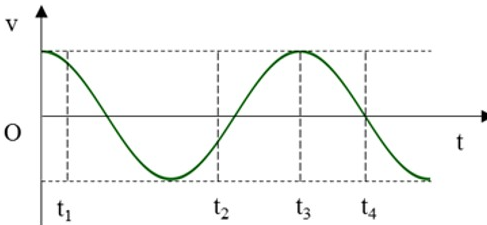 v
O
t
t₁ t₂ t₃ t₄